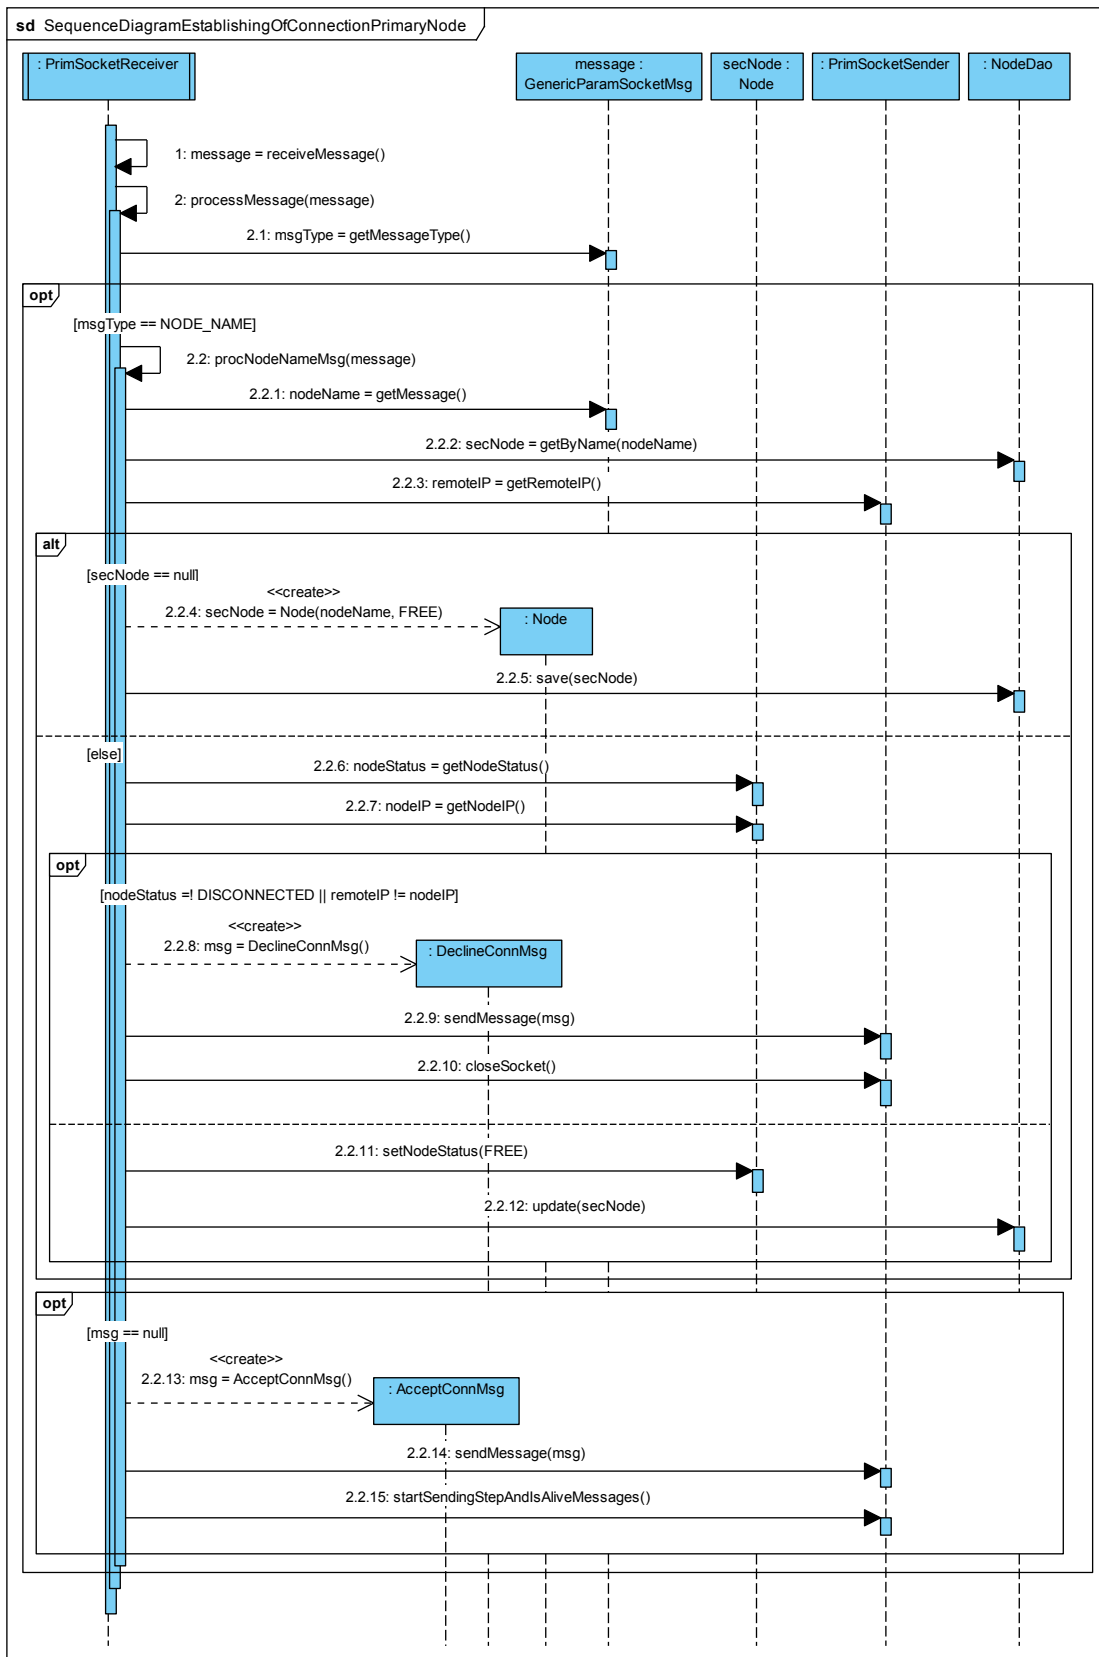 sd SequenceDiagramEstablishingOfConnectionPrimaryNode
: PrimSocketReceiver
message :
GenericParamSocketMsg
secNode :
Node
: PrimSocketSender
: NodeDao
1: message = receiveMessage()
2: processMessage(message)
2.1: msgType = getMessageType()
opt
[msgType == NODE_NAME]
2.2: procNodeNameMsg(message)
2.2.1: nodeName = getMessage()
2.2.2: secNode = getByName(nodeName)
2.2.3: remoteIP = getRemoteIP()
alt
[secNode == null]
<<create>>
2.2.4: secNode = Node(nodeName, FREE)
: Node
2.2.5: save(secNode)
[else]
2.2.6: nodeStatus = getNodeStatus()
2.2.7: nodeIP = getNodeIP()
opt
[nodeStatus =! DISCONNECTED || remoteIP != nodeIP]
<<create>>
2.2.8: msg = DeclineConnMsg()
: DeclineConnMsg
2.2.9: sendMessage(msg)
2.2.10: closeSocket()
2.2.11: setNodeStatus(FREE)
2.2.12: update(secNode)
opt
[msg == null]
<<create>>
2.2.13: msg = AcceptConnMsg()
: AcceptConnMsg
2.2.14: sendMessage(msg)
2.2.15: startSendingStepAndIsAliveMessages()